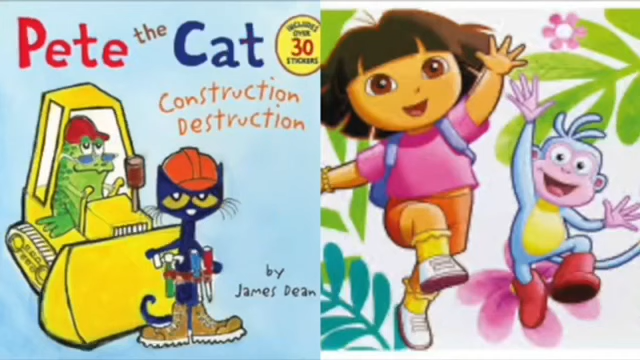 Pete the Cat
INCLUDES
OVER
30
STICKERS
Construction
Destruction
by
James Dean